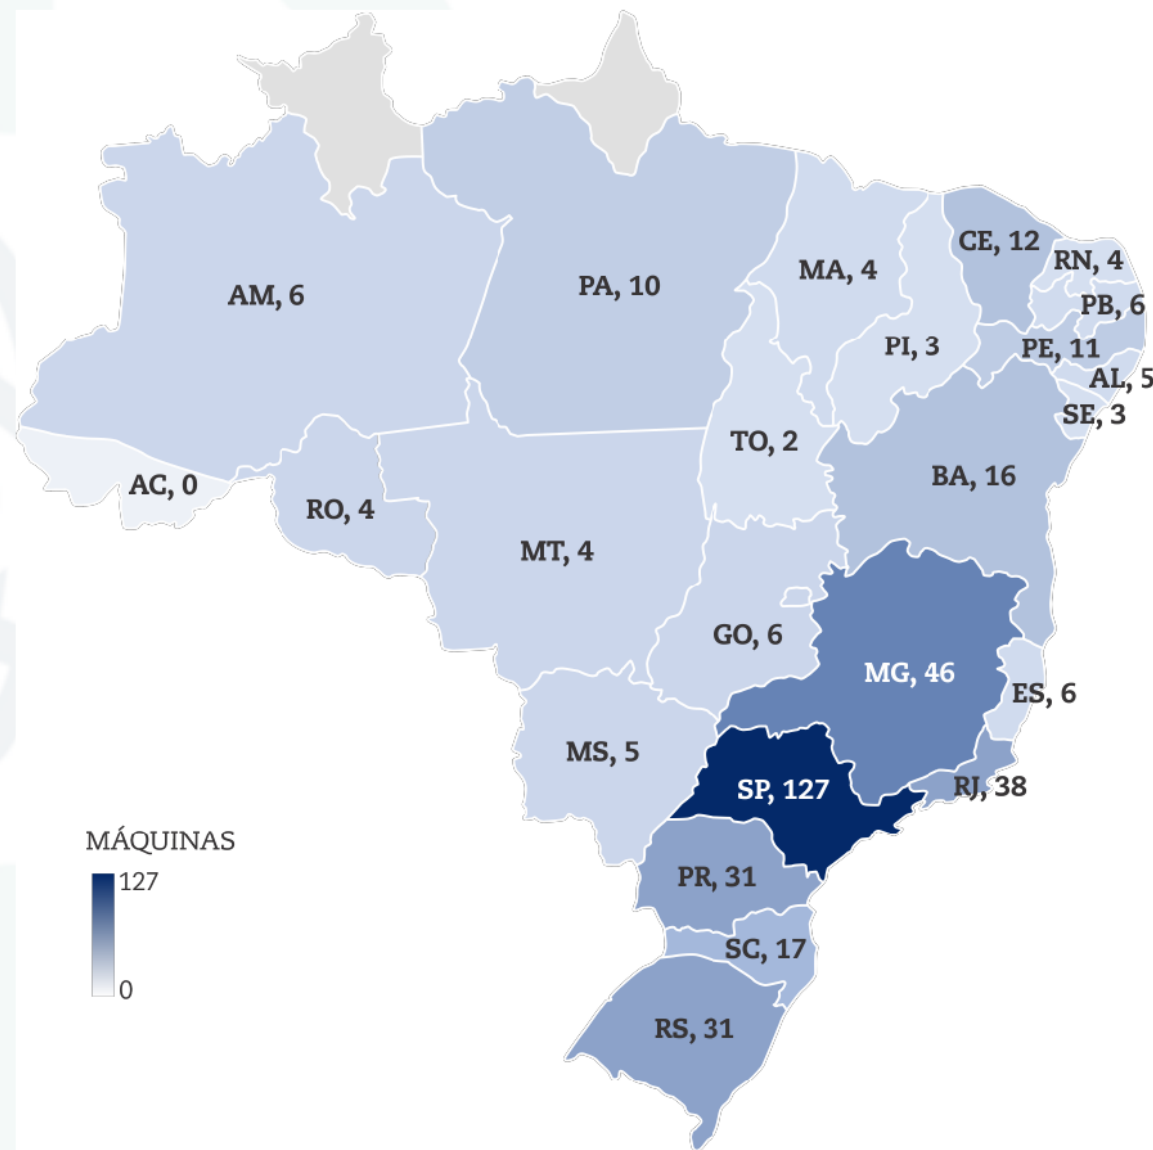 CE, 12
RN, 4
MA, 4
PA, 10
AM, 6
PB, 6
PI, 3
PE, 11
AL, 5
SE, 3
TO, 2
BA, 16
AC, 0
RO, 4
MT, 4
GO, 6
MG, 46
ES, 6
MS, 5
SP, 127
RJ, 38
PR, 31
SC, 17
RS, 31
MÁQUINAS
127
0